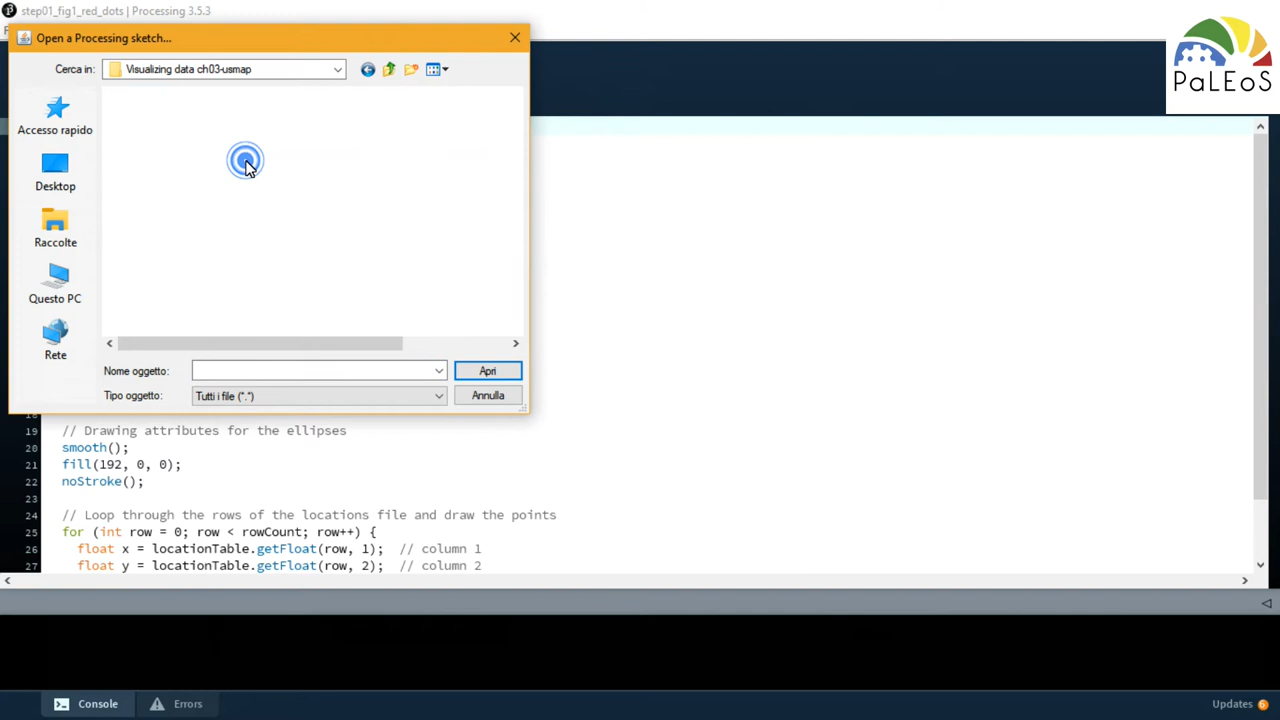 step01_fig1_red_dots | Processing 3.5.3
Open a Processing sketch...
Cerca in:
Visualizing data ch03-usmap
PaLEoS
Accesso rapido
Desktop
Raccolte
Questo PC
Rete
Nome oggetto:
Apri
Tipo oggetto:
Tutti i file (*.*)
Annulla
19 // Drawing attributes for the ellipses
20 smooth();
21 fill(192, 0, 0);
22 noStroke();
23
24 // Loop through the rows of the locations file and draw the points
25 for (int row = 0; row < rowCount; row++) {
26 float x = locationTable.getFloat(row, 1); // column 1
27 float y = locationTable.getFloat(row, 2); // column 2
Console
Errors
Updates 6